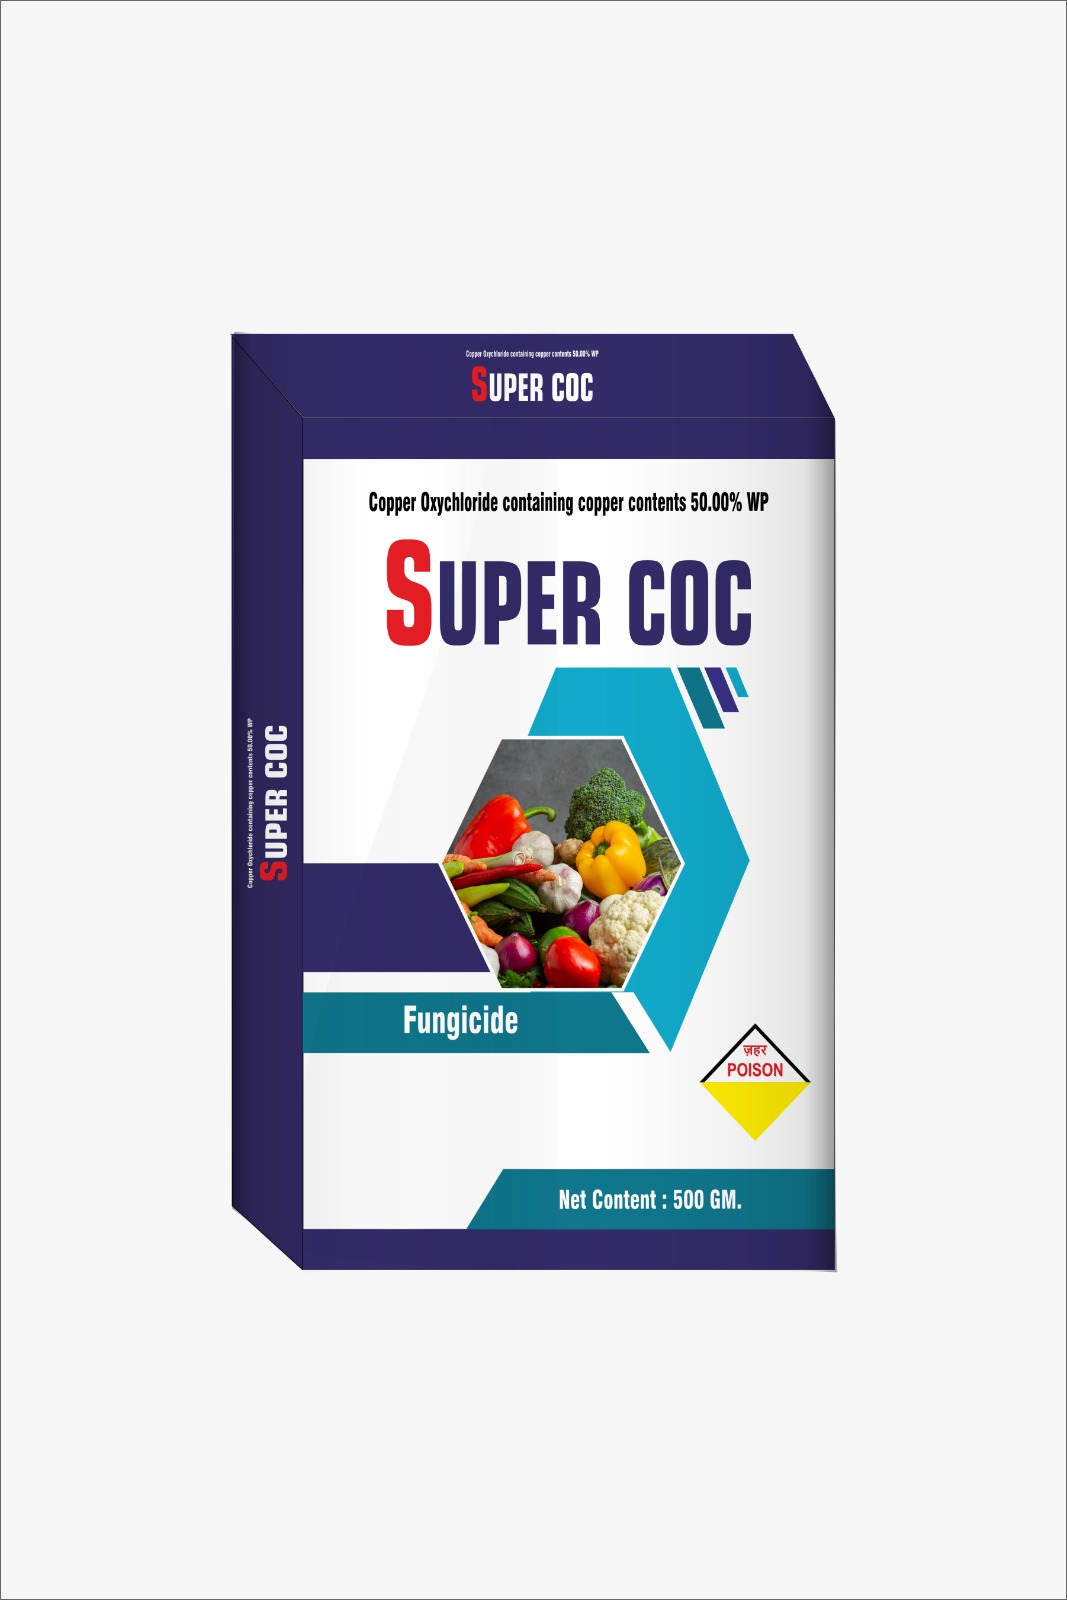 Copper Oxychloride containing copper contents 50.00% WP
SUPER COC
Copper Oxychloride containing copper contents 50.00% WP
SUPER COC
Copper Oxychloride containing copper contents 50.00% WP
SUPER COC
Fungicide
ज़हर
POISON
Net Content : 500 GM.